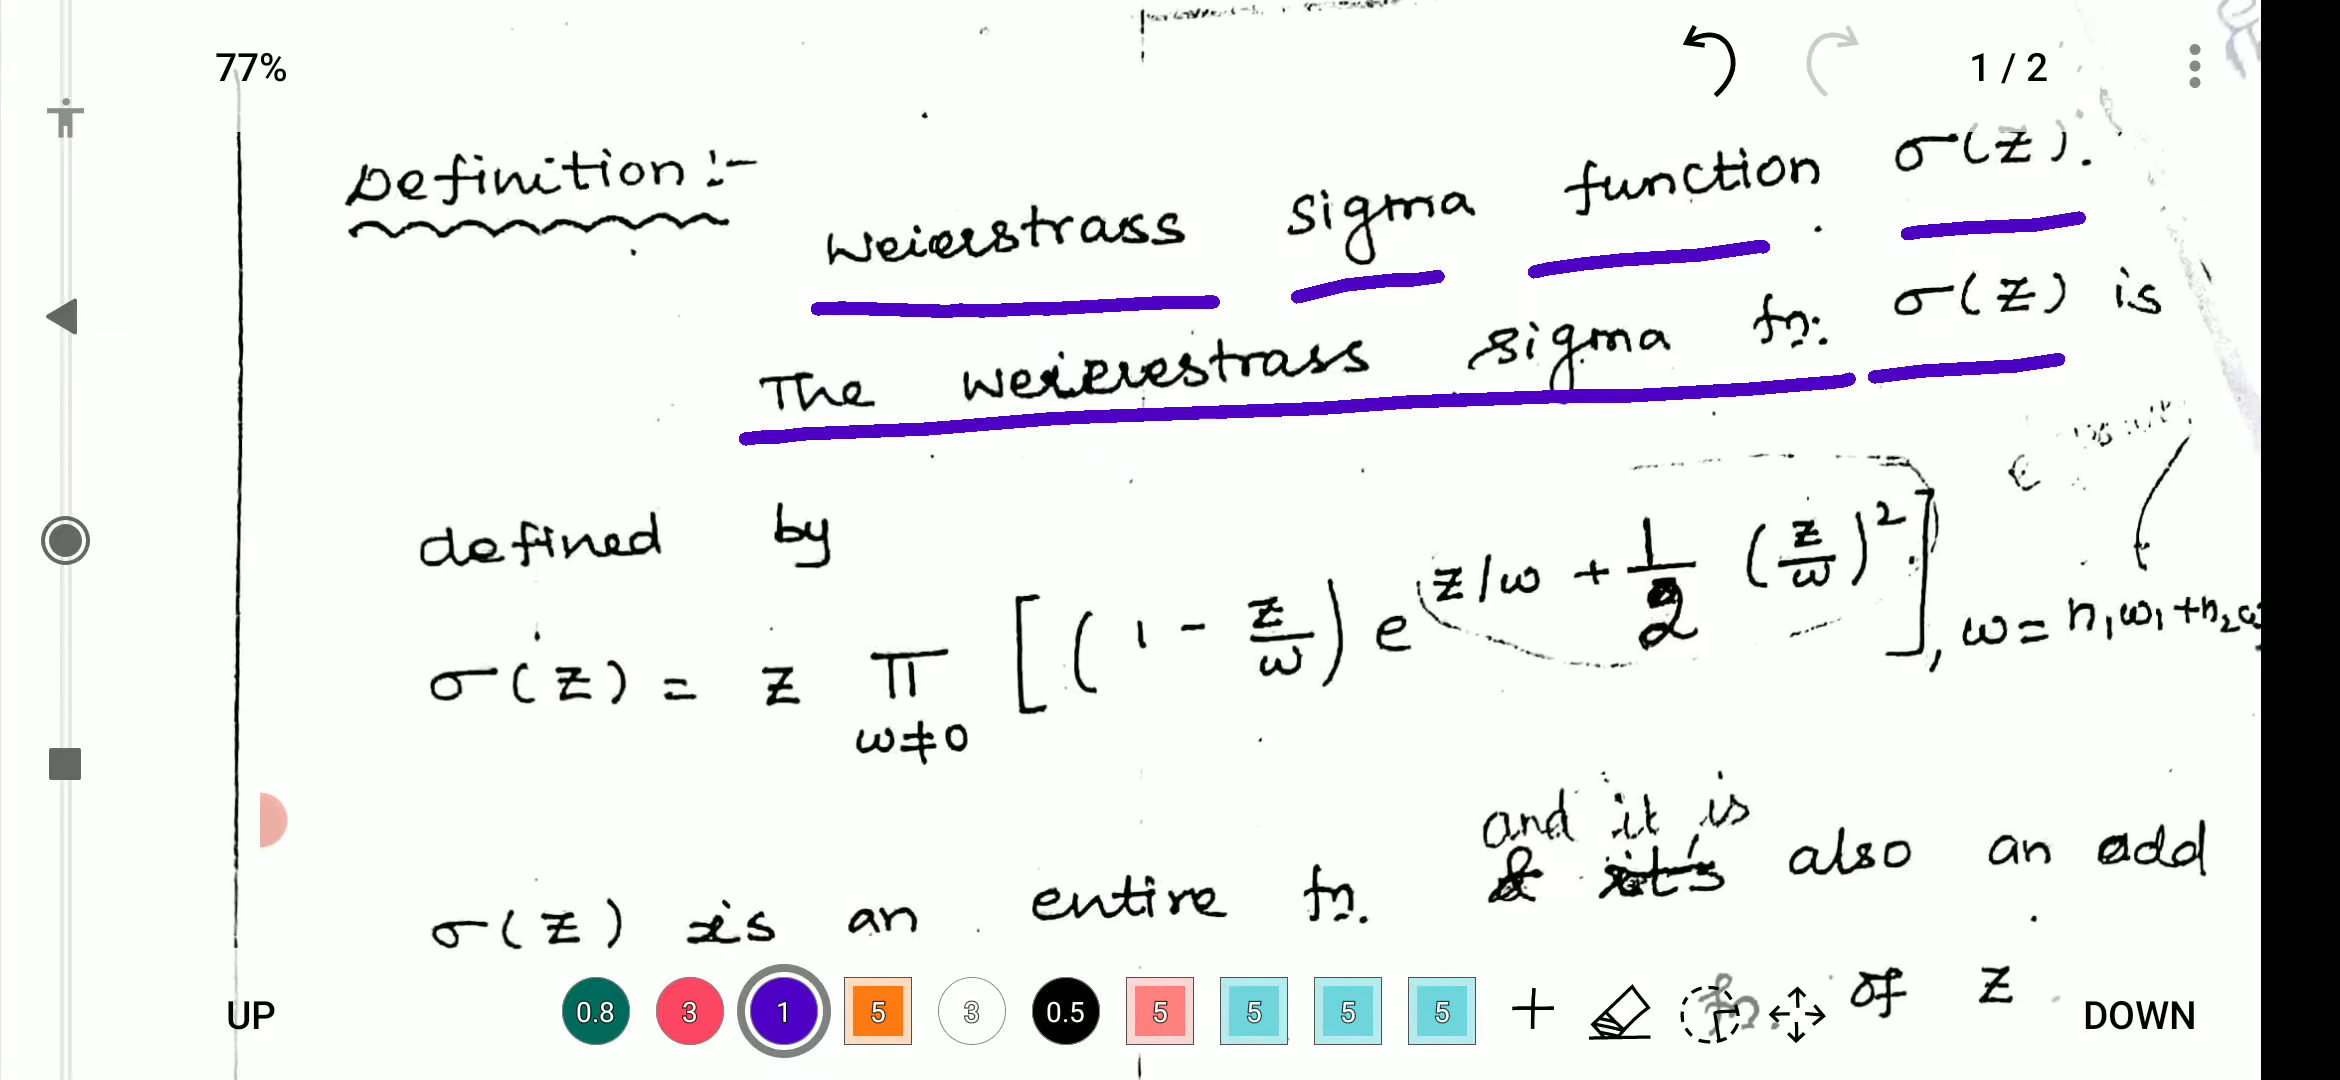 77%
1 / 2
Definition :-
Weierstrass sigma function σ(z).
The weierestrass sigma fn. σ(z) is
defined by
σ(z) = z π ω≠0 [(1 - z/ω) e^{z/ω + 1/2 (z/ω)^2}], ω = n₁ω₁ + n₂ω
and it is
σ(z) is an entire fn. also an odd
fn. of z
UP
0.8 3 1 5 3 0.5 5 5 5 5
DOWN